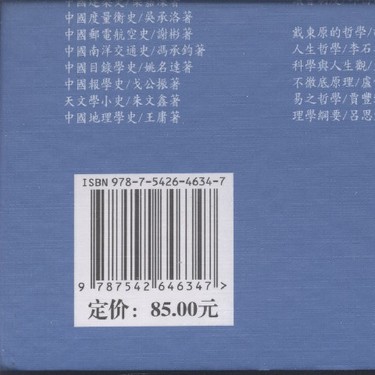 中國度量衡史/吳承洛著
中國郵電航空史/謝彬著
中國南洋交通史/馮承鈞著
中國目錄學史/姚名達著
中國報學史/戈公振著
天文學小史/朱文鑫著
中國地理學史/王庸著
戴東原的哲學/
人生哲學/李石
科學與人生觀/
不徹底原理/
易之哲學/賈豐
理學綱要/呂思
ISBN 978-7-5426-4634-7
9 787542 646347 >
定价: 85.00元